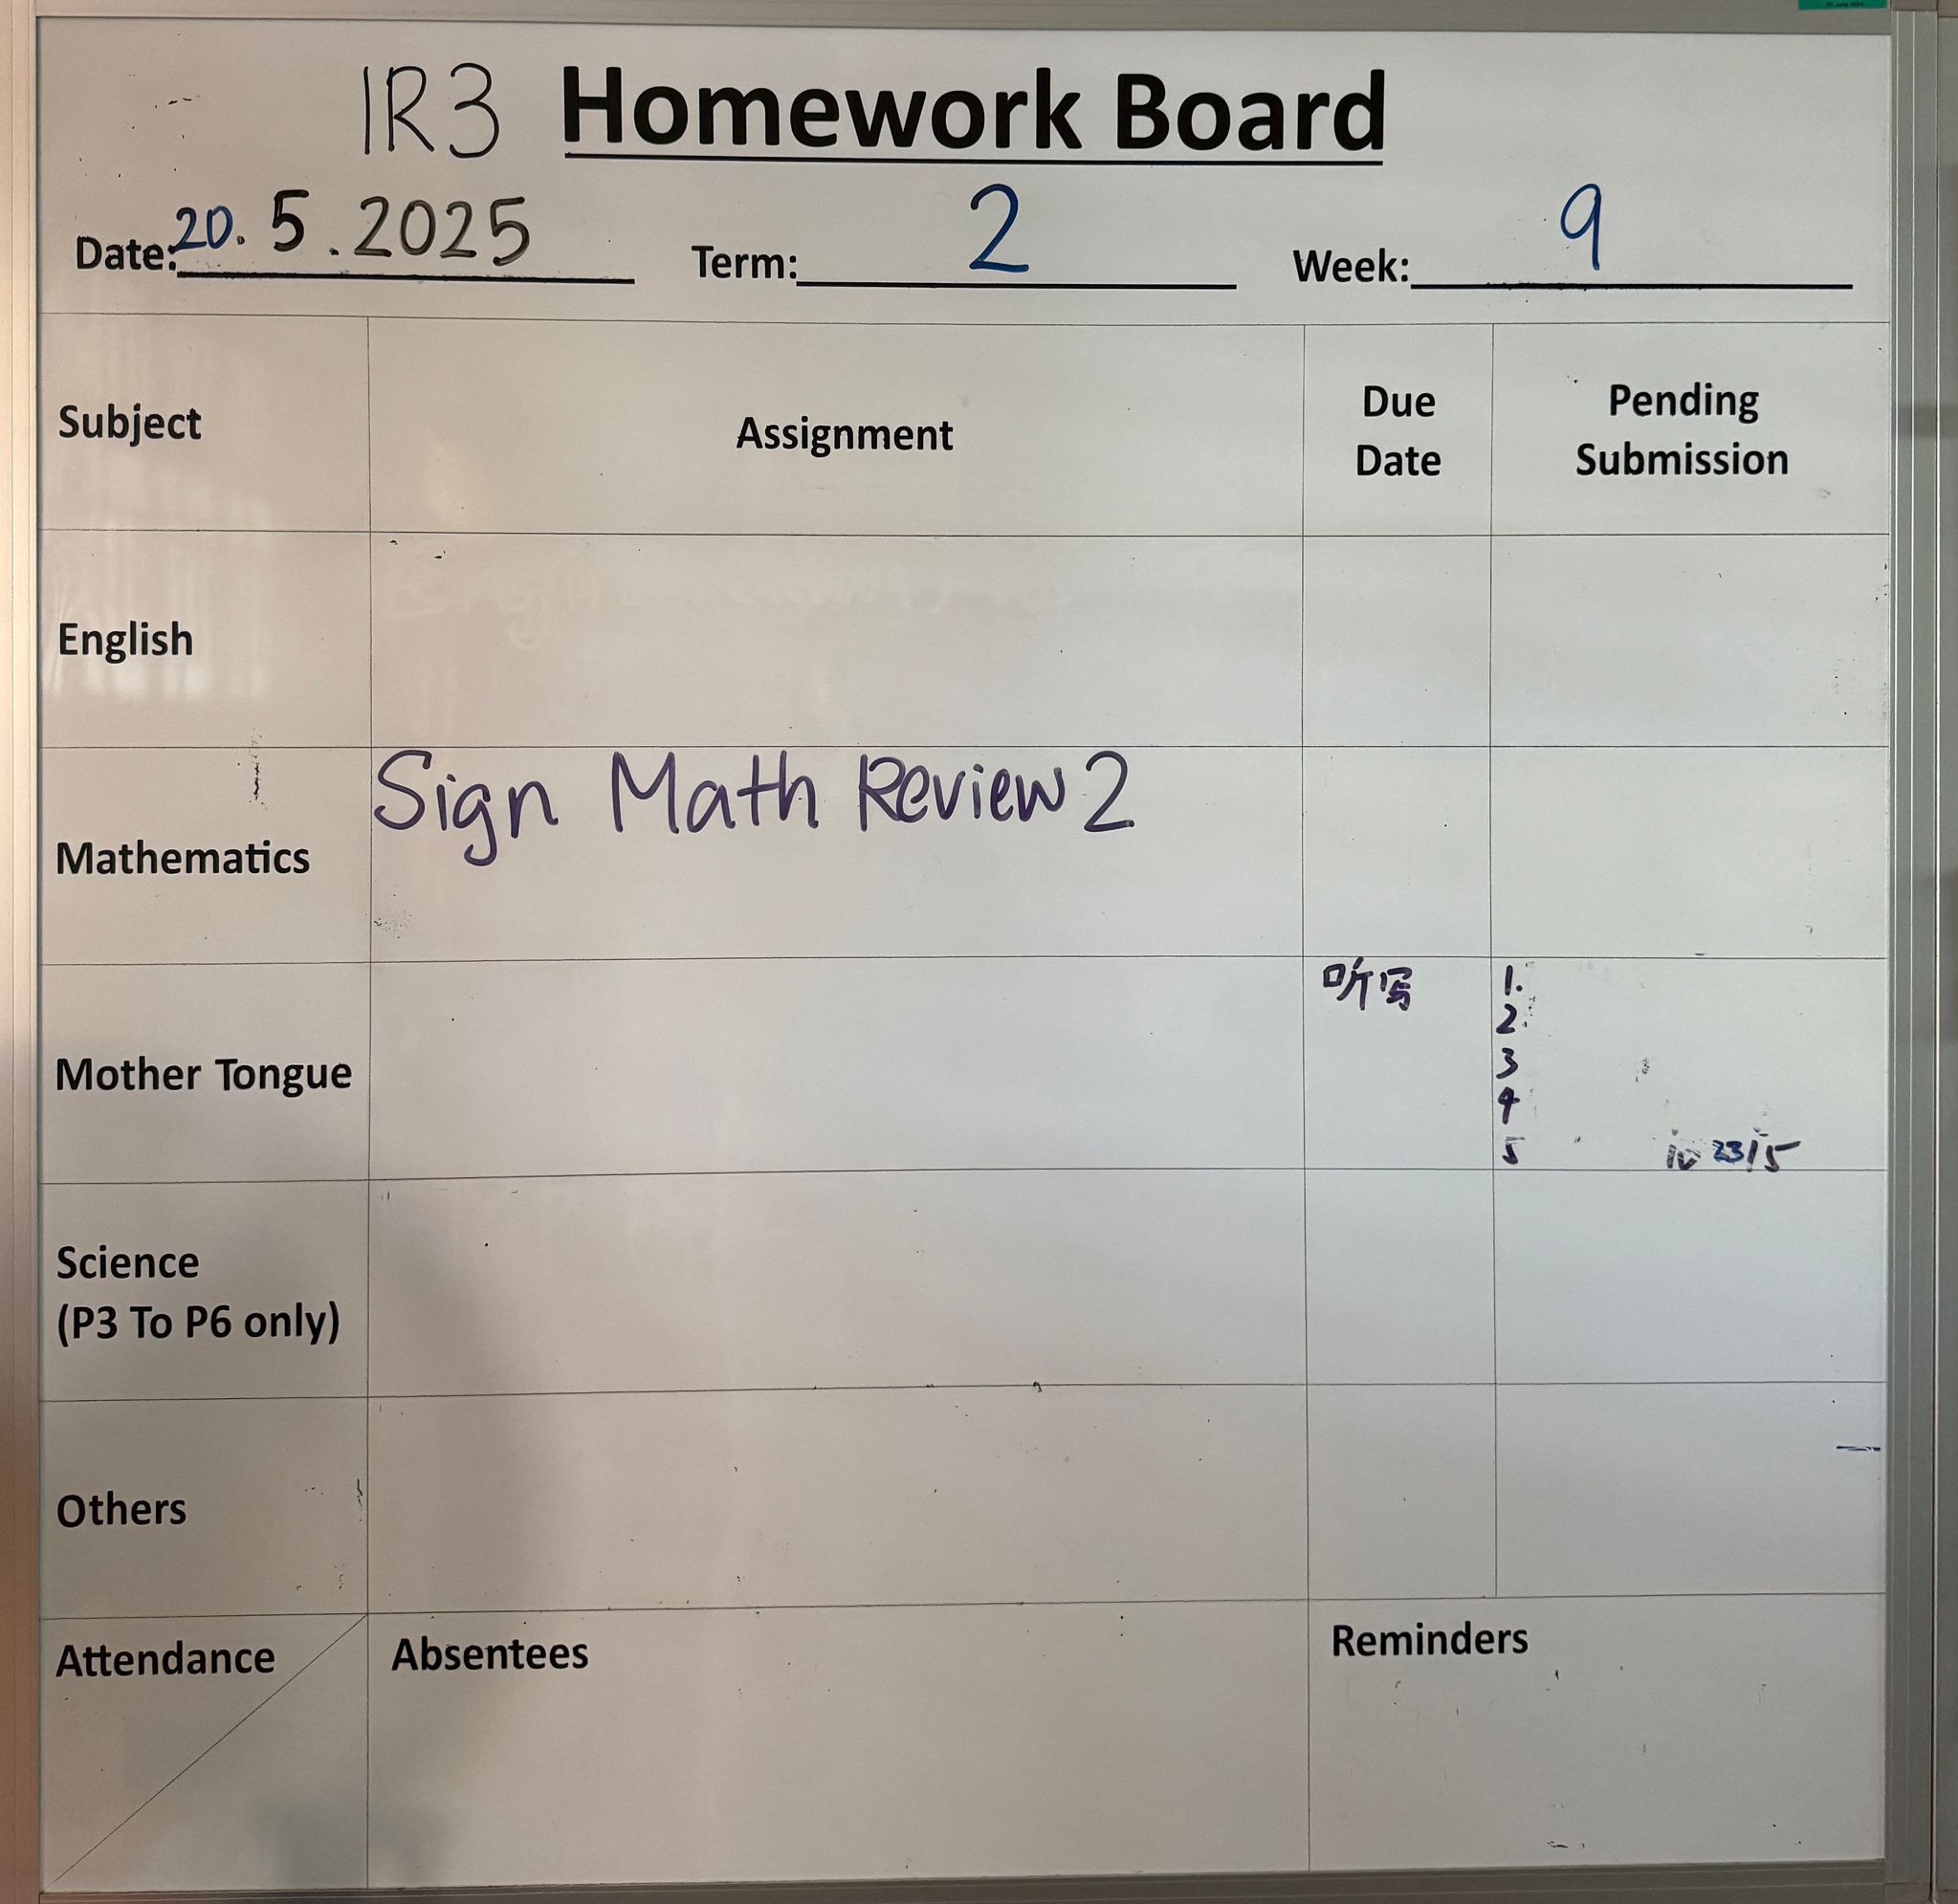 1R3 Homework Board
Date: 20.5.2025 Term: 2 Week: 9
Subject Assignment Due Date Pending Submission
English
Mathematics Sign Math Review 2
Mother Tongue 听写 1.
2.
3
4
5 23/5
Science
(P3 To P6 only)
Others
Attendance Absentees Reminders